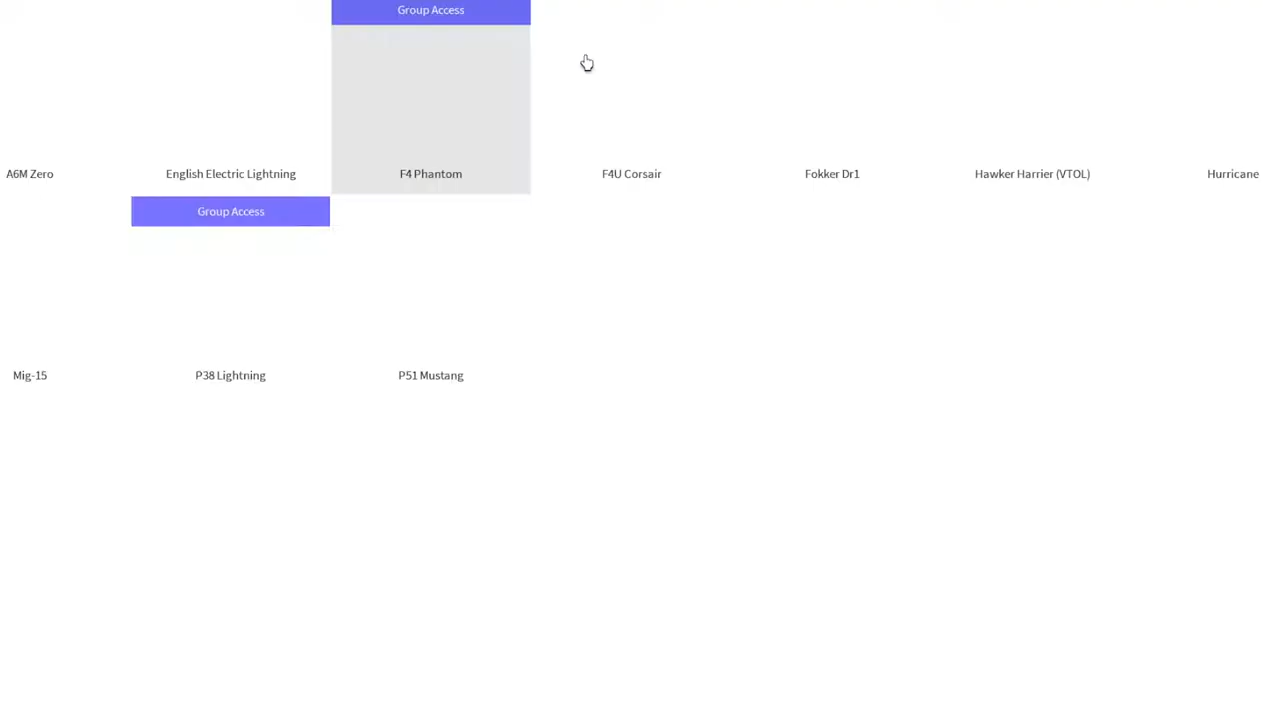 Group Access
A6M Zero
English Electric Lightning
F4 Phantom
F4U Corsair
Fokker Dr1
Hawker Harrier (VTOL)
Hurricane
Group Access
Mig-15
P38 Lightning
P51 Mustang